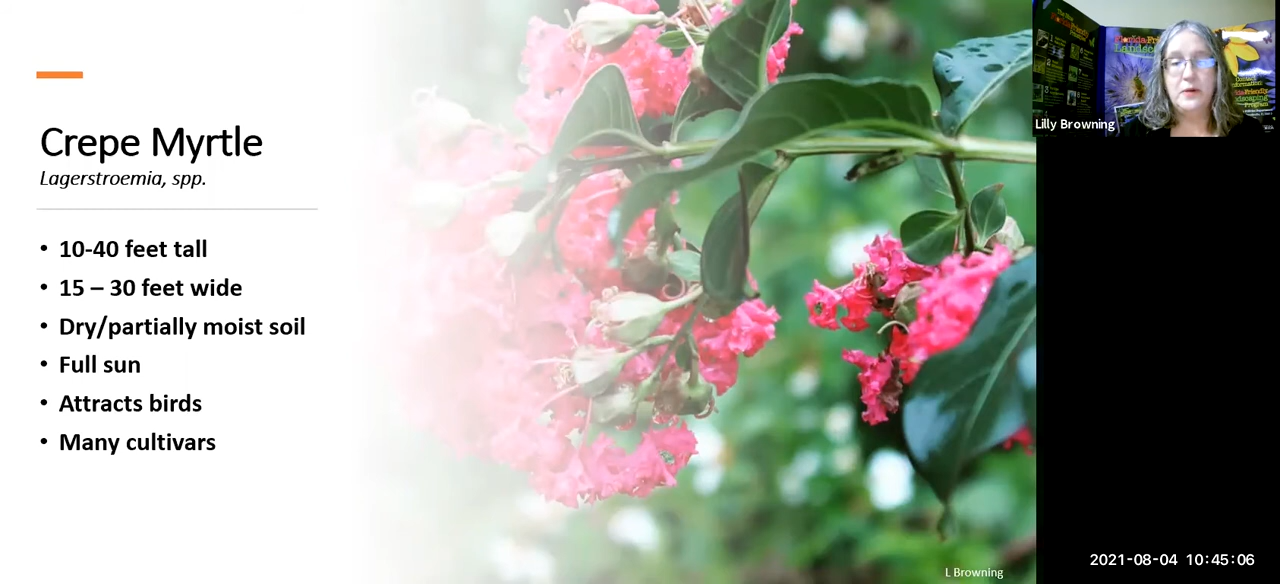 Crepe Myrtle
Lagerstroemia, spp.
• 10-40 feet tall
• 15 – 30 feet wide
• Dry/partially moist soil
• Full sun
• Attracts birds
• Many cultivars
L Browning
Lilly Browning
2021-08-04 10:45:06